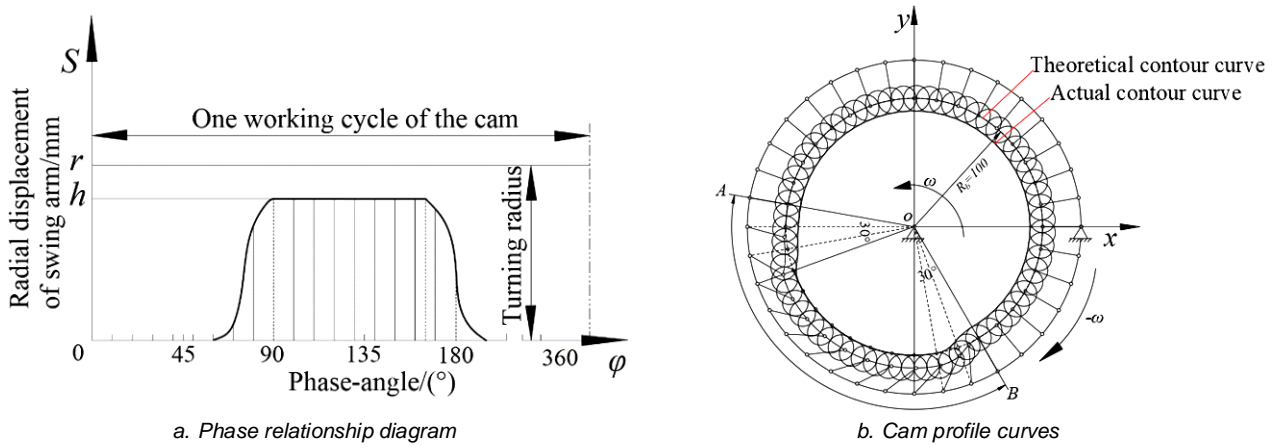 S
Radial displacement
of swing arm/mm
One working cycle of the cam
r
h
Turning radius
0
45
90
135
180
360
φ
Phase-angle/(°)
a. Phase relationship diagram
y
Theoretical contour curve
Actual contour curve
R_b=100
ω
A
o
x
30°
30°
-ω
B
b. Cam profile curves